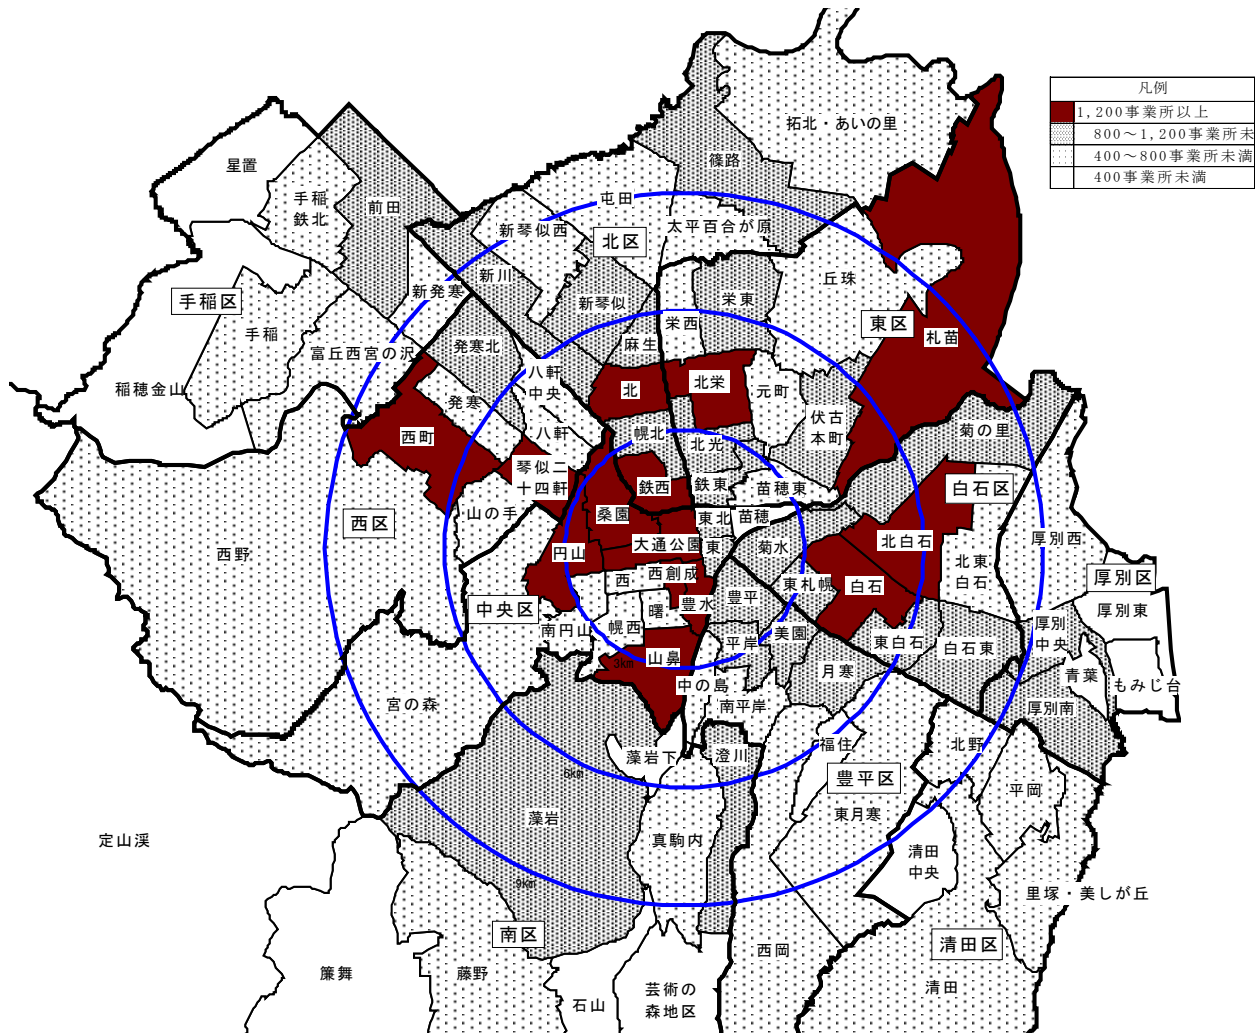 凡例
1,200事業所以上
800～1,200事業所未
400～800事業所未満
400事業所未満
拓北・あいの里
篠路
星置
手稲
鉄北
前田
屯田
太平百合が原
新琴似西
北区
新川
新発寒
新琴似
栄東
丘珠
手稲区
手稲
栄西
東区
札苗
麻生
発寒北
富丘西宮の沢
八軒
中央
稲穂金山
北
北栄
元町
発寒
伏古
本町
菊の里
西町
八軒
幌北
北光
琴似二
十四軒
鉄西
鉄東
苗穂東
白石区
山の手
桑園
東北
苗穂
西区
西野
円山
大通公園
東
菊水
北白石
厚別西
北東
白石
厚別区
西
西創成
東札幌
白石
中央区
曙
豊水
豊平
厚別東
南円山
幌西
平岸
美園
東白石
白石東
厚別
中央
山鼻
3km
中の島
月寒
青葉
もみじ台
宮の森
南平岸
厚別南
藻岩下
澄川
福住
北野
6km
豊平区
平岡
藻岩
東月寒
定山渓
真駒内
清田
中央
9km
里塚・美しが丘
南区
清田区
西岡
簾舞
藤野
石山
芸術の
森地区
清田